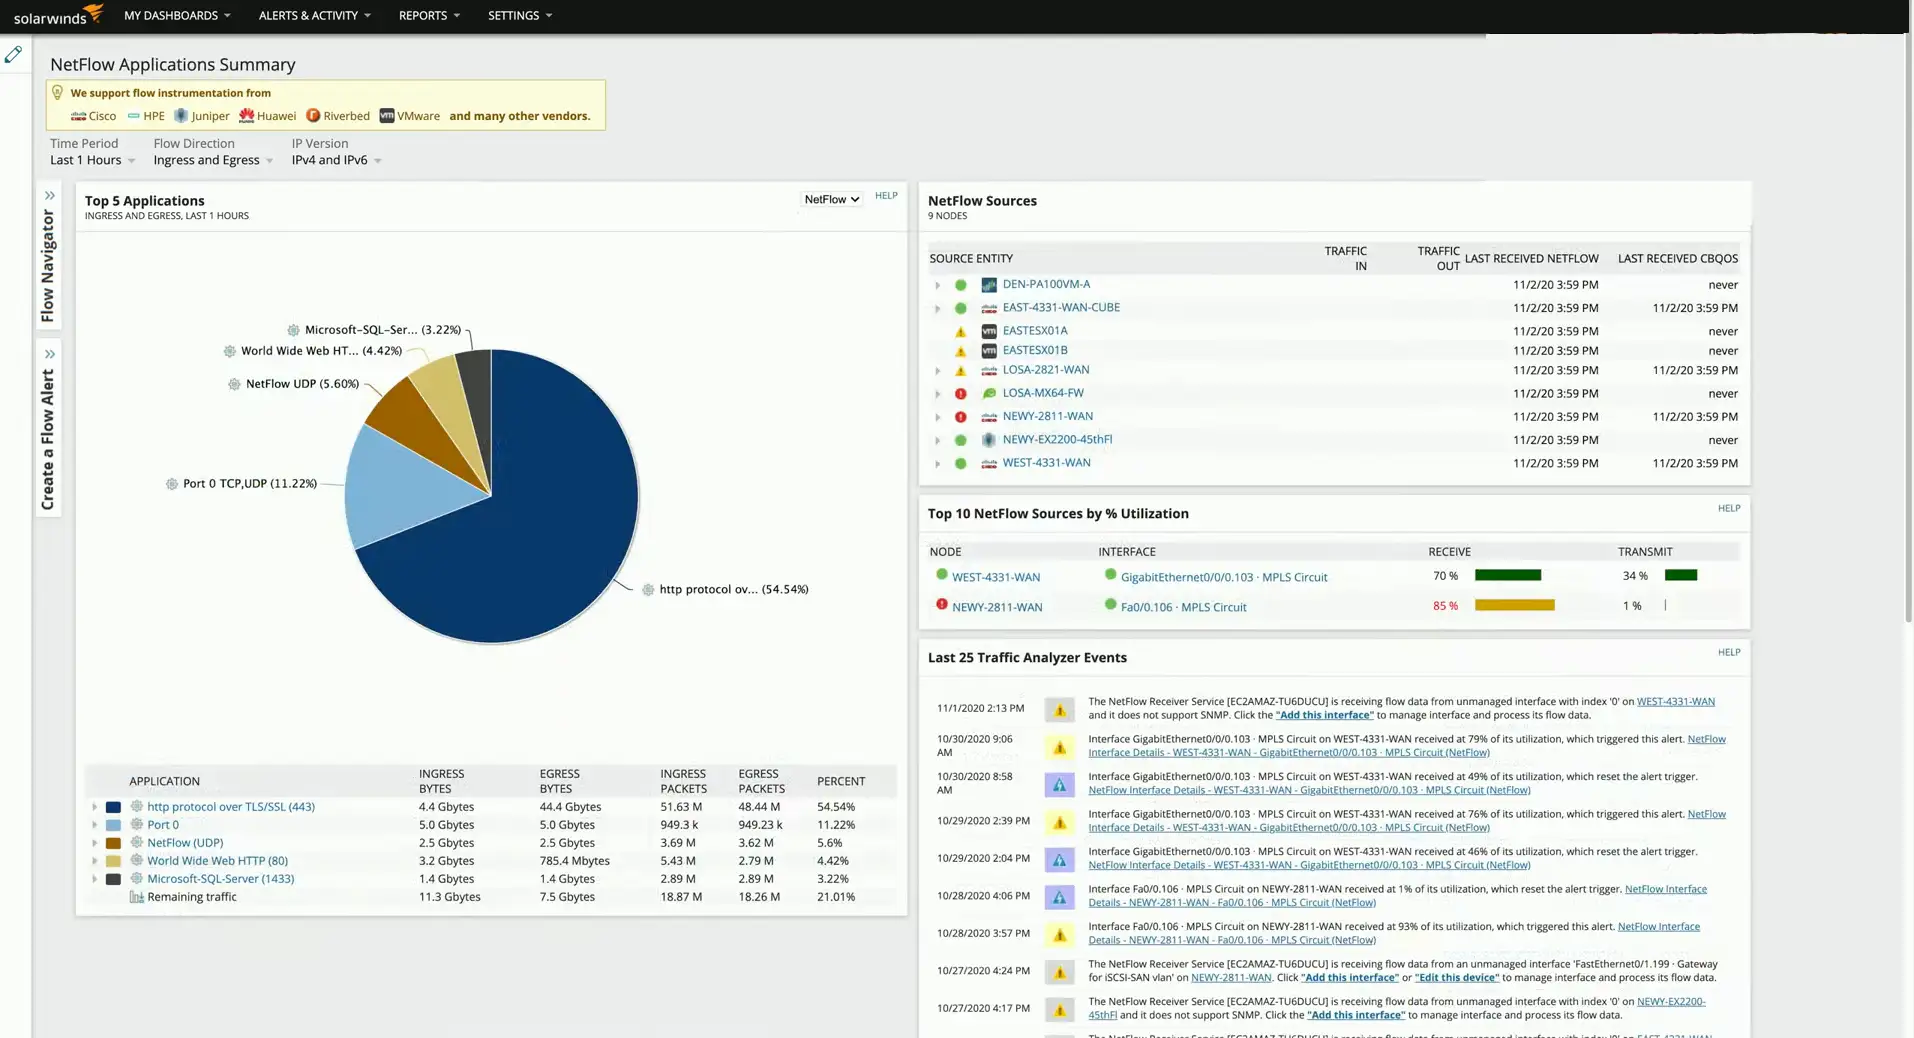 solarwinds MY DASHBOARDS ALERTS & ACTIVITY REPORTS SETTINGS
NetFlow Applications Summary
We support flow instrumentation from
Cisco HPE Juniper Huawei Riverbed VMware and many other vendors.
Time Period Flow Direction IP Version
Last 1 Hours Ingress and Egress IPv4 and IPv6
Flow Navigator
Create a Flow Alert
Top 5 Applications NetFlow HELP
INGRESS AND EGRESS, LAST 1 HOURS
Microsoft-SQL-Ser... (3.22%)
World Wide Web HT... (4.42%)
NetFlow UDP (5.60%)
Port 0 TCP,UDP (11.22%)
http protocol ov... (54.54%)
APPLICATION INGRESS BYTES EGRESS BYTES INGRESS PACKETS EGRESS PACKETS PERCENT
http protocol over TLS/SSL (443) 4.4 Gbytes 44.4 Gbytes 51.63 M 48.44 M 54.54%
Port 0 5.0 Gbytes 5.0 Gbytes 949.3 k 949.23 k 11.22%
NetFlow (UDP) 2.5 Gbytes 2.5 Gbytes 3.69 M 3.62 M 5.6%
World Wide Web HTTP (80) 3.2 Gbytes 785.4 Mbytes 5.43 M 2.79 M 4.42%
Microsoft-SQL-Server (1433) 1.4 Gbytes 1.4 Gbytes 2.89 M 2.89 M 3.22%
Remaining traffic 11.3 Gbytes 7.5 Gbytes 18.87 M 18.26 M 21.01%
NetFlow Sources
9 NODES
SOURCE ENTITY TRAFFIC IN TRAFFIC OUT LAST RECEIVED NETFLOW LAST RECEIVED CBQOS
DEN-PA100VM-A 11/2/20 3:59 PM never
EAST-4331-WAN-CUBE 11/2/20 3:59 PM 11/2/20 3:59 PM
EASTESX01A 11/2/20 3:59 PM never
EASTESX01B 11/2/20 3:59 PM never
LOSA-2821-WAN 11/2/20 3:59 PM 11/2/20 3:59 PM
LOSA-MX64-FW 11/2/20 3:59 PM never
NEWY-2811-WAN 11/2/20 3:59 PM 11/2/20 3:59 PM
NEWY-EX2200-45thFl 11/2/20 3:59 PM never
WEST-4331-WAN 11/2/20 3:59 PM 11/2/20 3:59 PM
Top 10 NetFlow Sources by % Utilization HELP
NODE INTERFACE RECEIVE TRANSMIT
WEST-4331-WAN GigabitEthernet0/0/0.103 · MPLS Circuit 70 % 34 %
NEWY-2811-WAN Fa0/0.106 · MPLS Circuit 85 % 1 %
Last 25 Traffic Analyzer Events HELP
11/1/2020 2:13 PM The NetFlow Receiver Service [EC2AMAZ-TU6DUCU] is receiving flow data from unmanaged interface with index '0' on WEST-4331-WAN
and it does not support SNMP. Click the "Add this interface" to manage interface and process its flow data.
10/30/2020 9:06 AM Interface GigabitEthernet0/0/0.103 · MPLS Circuit on WEST-4331-WAN received at 79% of its utilization, which triggered this alert. NetFlow
Interface Details - WEST-4331-WAN - GigabitEthernet0/0/0.103 · MPLS Circuit (NetFlow)
10/30/2020 8:58 AM Interface GigabitEthernet0/0/0.103 · MPLS Circuit on WEST-4331-WAN received at 49% of its utilization, which reset the alert trigger.
NetFlow Interface Details - WEST-4331-WAN - GigabitEthernet0/0/0.103 · MPLS Circuit (NetFlow)
10/29/2020 2:39 PM Interface GigabitEthernet0/0/0.103 · MPLS Circuit on WEST-4331-WAN received at 76% of its utilization, which triggered this alert. NetFlow
Interface Details - WEST-4331-WAN - GigabitEthernet0/0/0.103 · MPLS Circuit (NetFlow)
10/29/2020 2:04 PM Interface GigabitEthernet0/0/0.103 · MPLS Circuit on WEST-4331-WAN received at 46% of its utilization, which reset the alert trigger.
NetFlow Interface Details - WEST-4331-WAN - GigabitEthernet0/0/0.103 · MPLS Circuit (NetFlow)
10/28/2020 4:06 PM Interface Fa0/0.106 · MPLS Circuit on NEWY-2811-WAN received at 1% of its utilization, which reset the alert trigger. NetFlow Interface
Details - NEWY-2811-WAN - Fa0/0.106 · MPLS Circuit (NetFlow)
10/28/2020 3:57 PM Interface Fa0/0.106 · MPLS Circuit on NEWY-2811-WAN received at 93% of its utilization, which triggered this alert. NetFlow Interface
Details - NEWY-2811-WAN - Fa0/0.106 · MPLS Circuit (NetFlow)
10/27/2020 4:24 PM The NetFlow Receiver Service [EC2AMAZ-TU6DUCU] is receiving flow data from an unmanaged interface 'FastEthernet0/1.199 · Gateway
for iSCSI-SAN vlan' on NEWY-2811-WAN. Click "Add this interface" or "Edit this device" to manage interface and process its flow data.
10/27/2020 4:17 PM The NetFlow Receiver Service [EC2AMAZ-TU6DUCU] is receiving flow data from unmanaged interface with index '0' on NEWY-EX2200-
45thFl and it does not support SNMP. Click the "Add this interface" to manage interface and process its flow data.